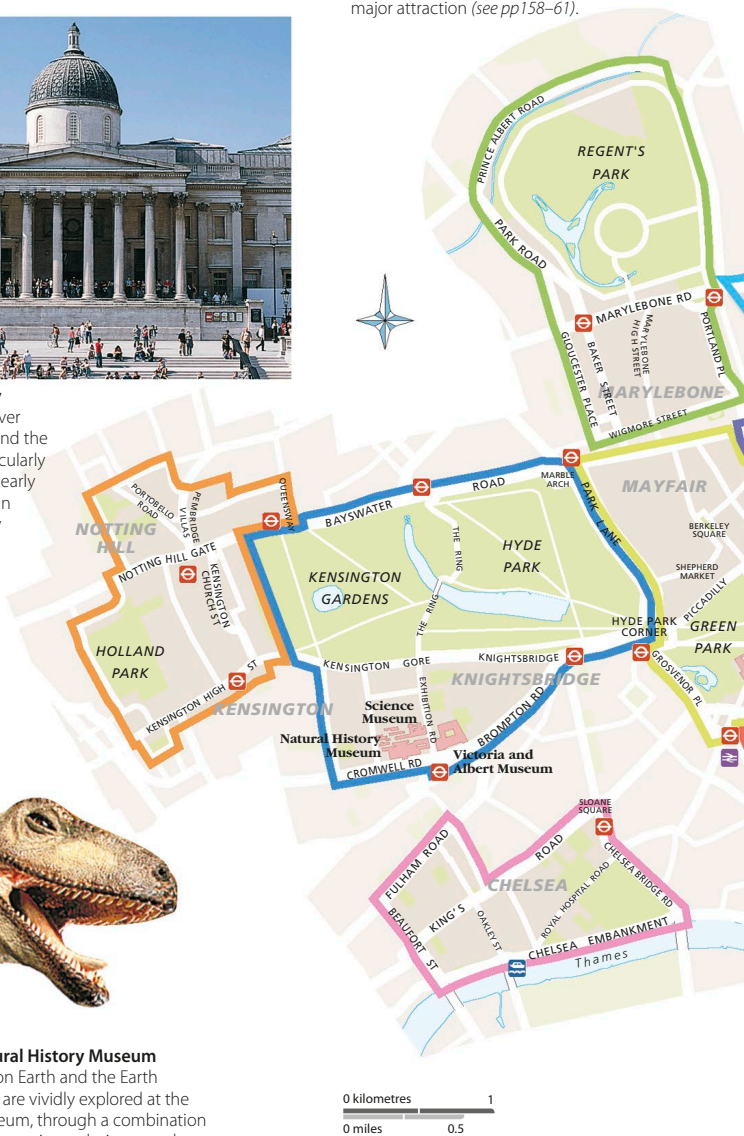 major attraction (see pp158–61).
PRINCE ALBERT ROAD
REGENT'S
PARK
PARK ROAD
MARYLEBONE RD
PORTLAND PL
MARYLEBONE
HIGH STREET
BAKER STREET
GLOUCESTER PLACE
MARYLEBONE
WIGMORE STREET
ver
nd the
cularly
early
n
MARBLE
ARCH
PARK LANE
MAYFAIR
BERKELEY
SQUARE
SHEPHERD
MARKET
PICCADILLY
QUEENSWAY
BAYSWATER
ROAD
PORTOBELLO
ROAD
PEMBRIDGE
VILLAS
NOTTING
HILL
NOTTING HILL GATE
KENSINGTON
CHURCH ST
THE RING
HYDE
PARK
KENSINGTON
GARDENS
THE RING
HYDE PARK
CORNER
GREEN
PARK
HOLLAND
PARK
KENSINGTON GORE
KNIGHTSBRIDGE
GROSVENOR PL
KENSINGTON HIGH ST
KENSINGTON
KNIGHTSBRIDGE
EXHIBITION RD
BROMPTON RD
Science
Museum
Natural History
Museum
Victoria and
Albert Museum
CROMWELL RD
SLOANE
SQUARE
FULHAM ROAD
KING'S
ROAD
CHELSEA
CHELSEA BRIDGE RD
ROYAL HOSPITAL ROAD
OAKLEY ST
BEAUFORT ST
CHELSEA EMBANKMENT
Thames
ural History Museum
on Earth and the Earth
are vividly explored at the
eum, through a combination
0 kilometres 1
0 miles 0.5